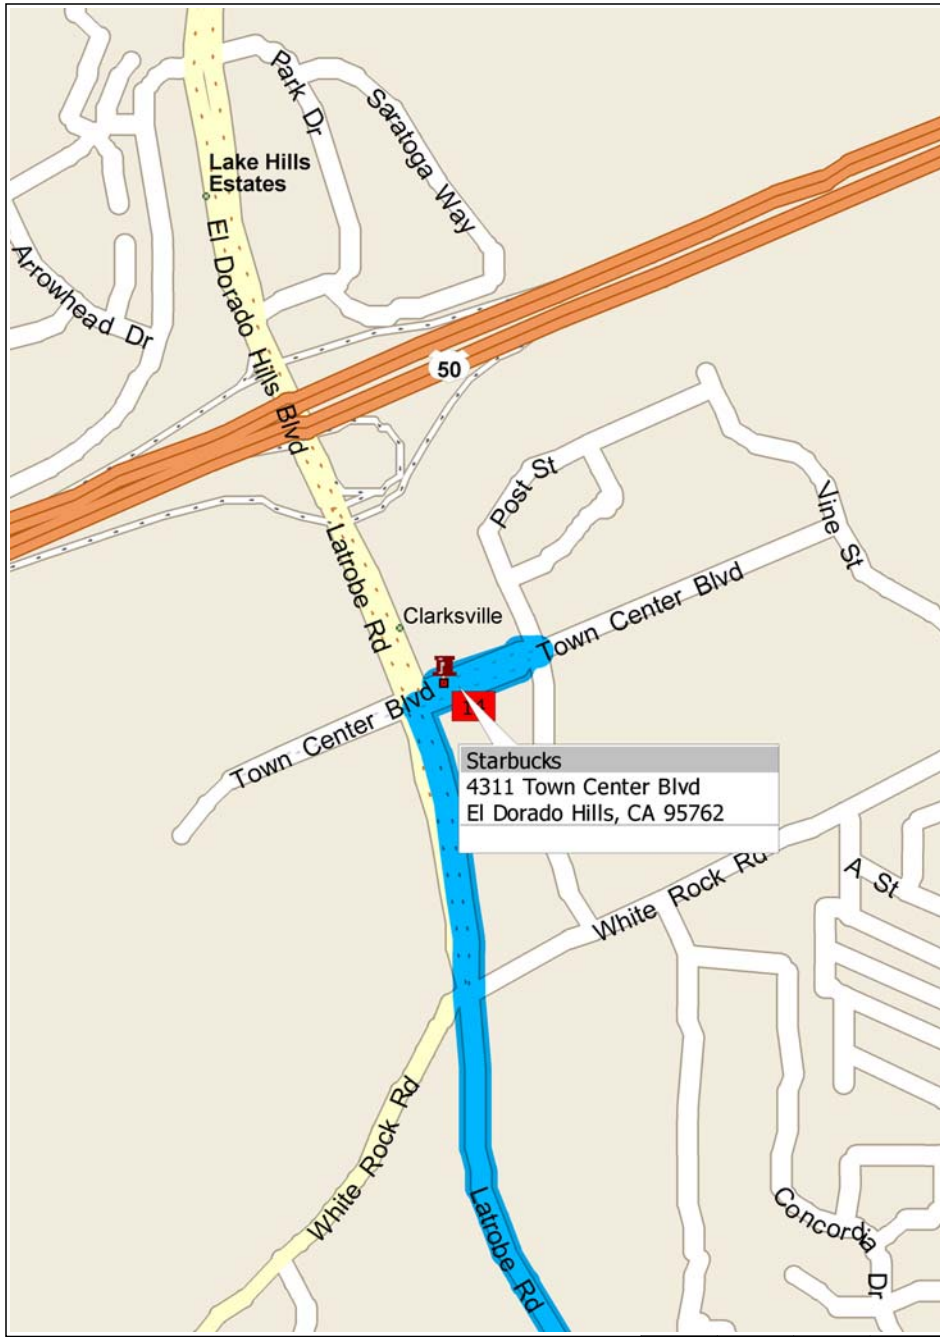 Park Dr
Saratoga Way
Lake Hills
Estates
El Dorado Hills Blvd
Arrowhead Dr
50
Post St
Vine St
Latrobe Rd
Town Center Blvd
Clarksville
Town Center Blvd
14
Starbucks
4311 Town Center Blvd
El Dorado Hills, CA 95762
White Rock Rd
A St
White Rock Rd
Latrobe Rd
Concordia Dr